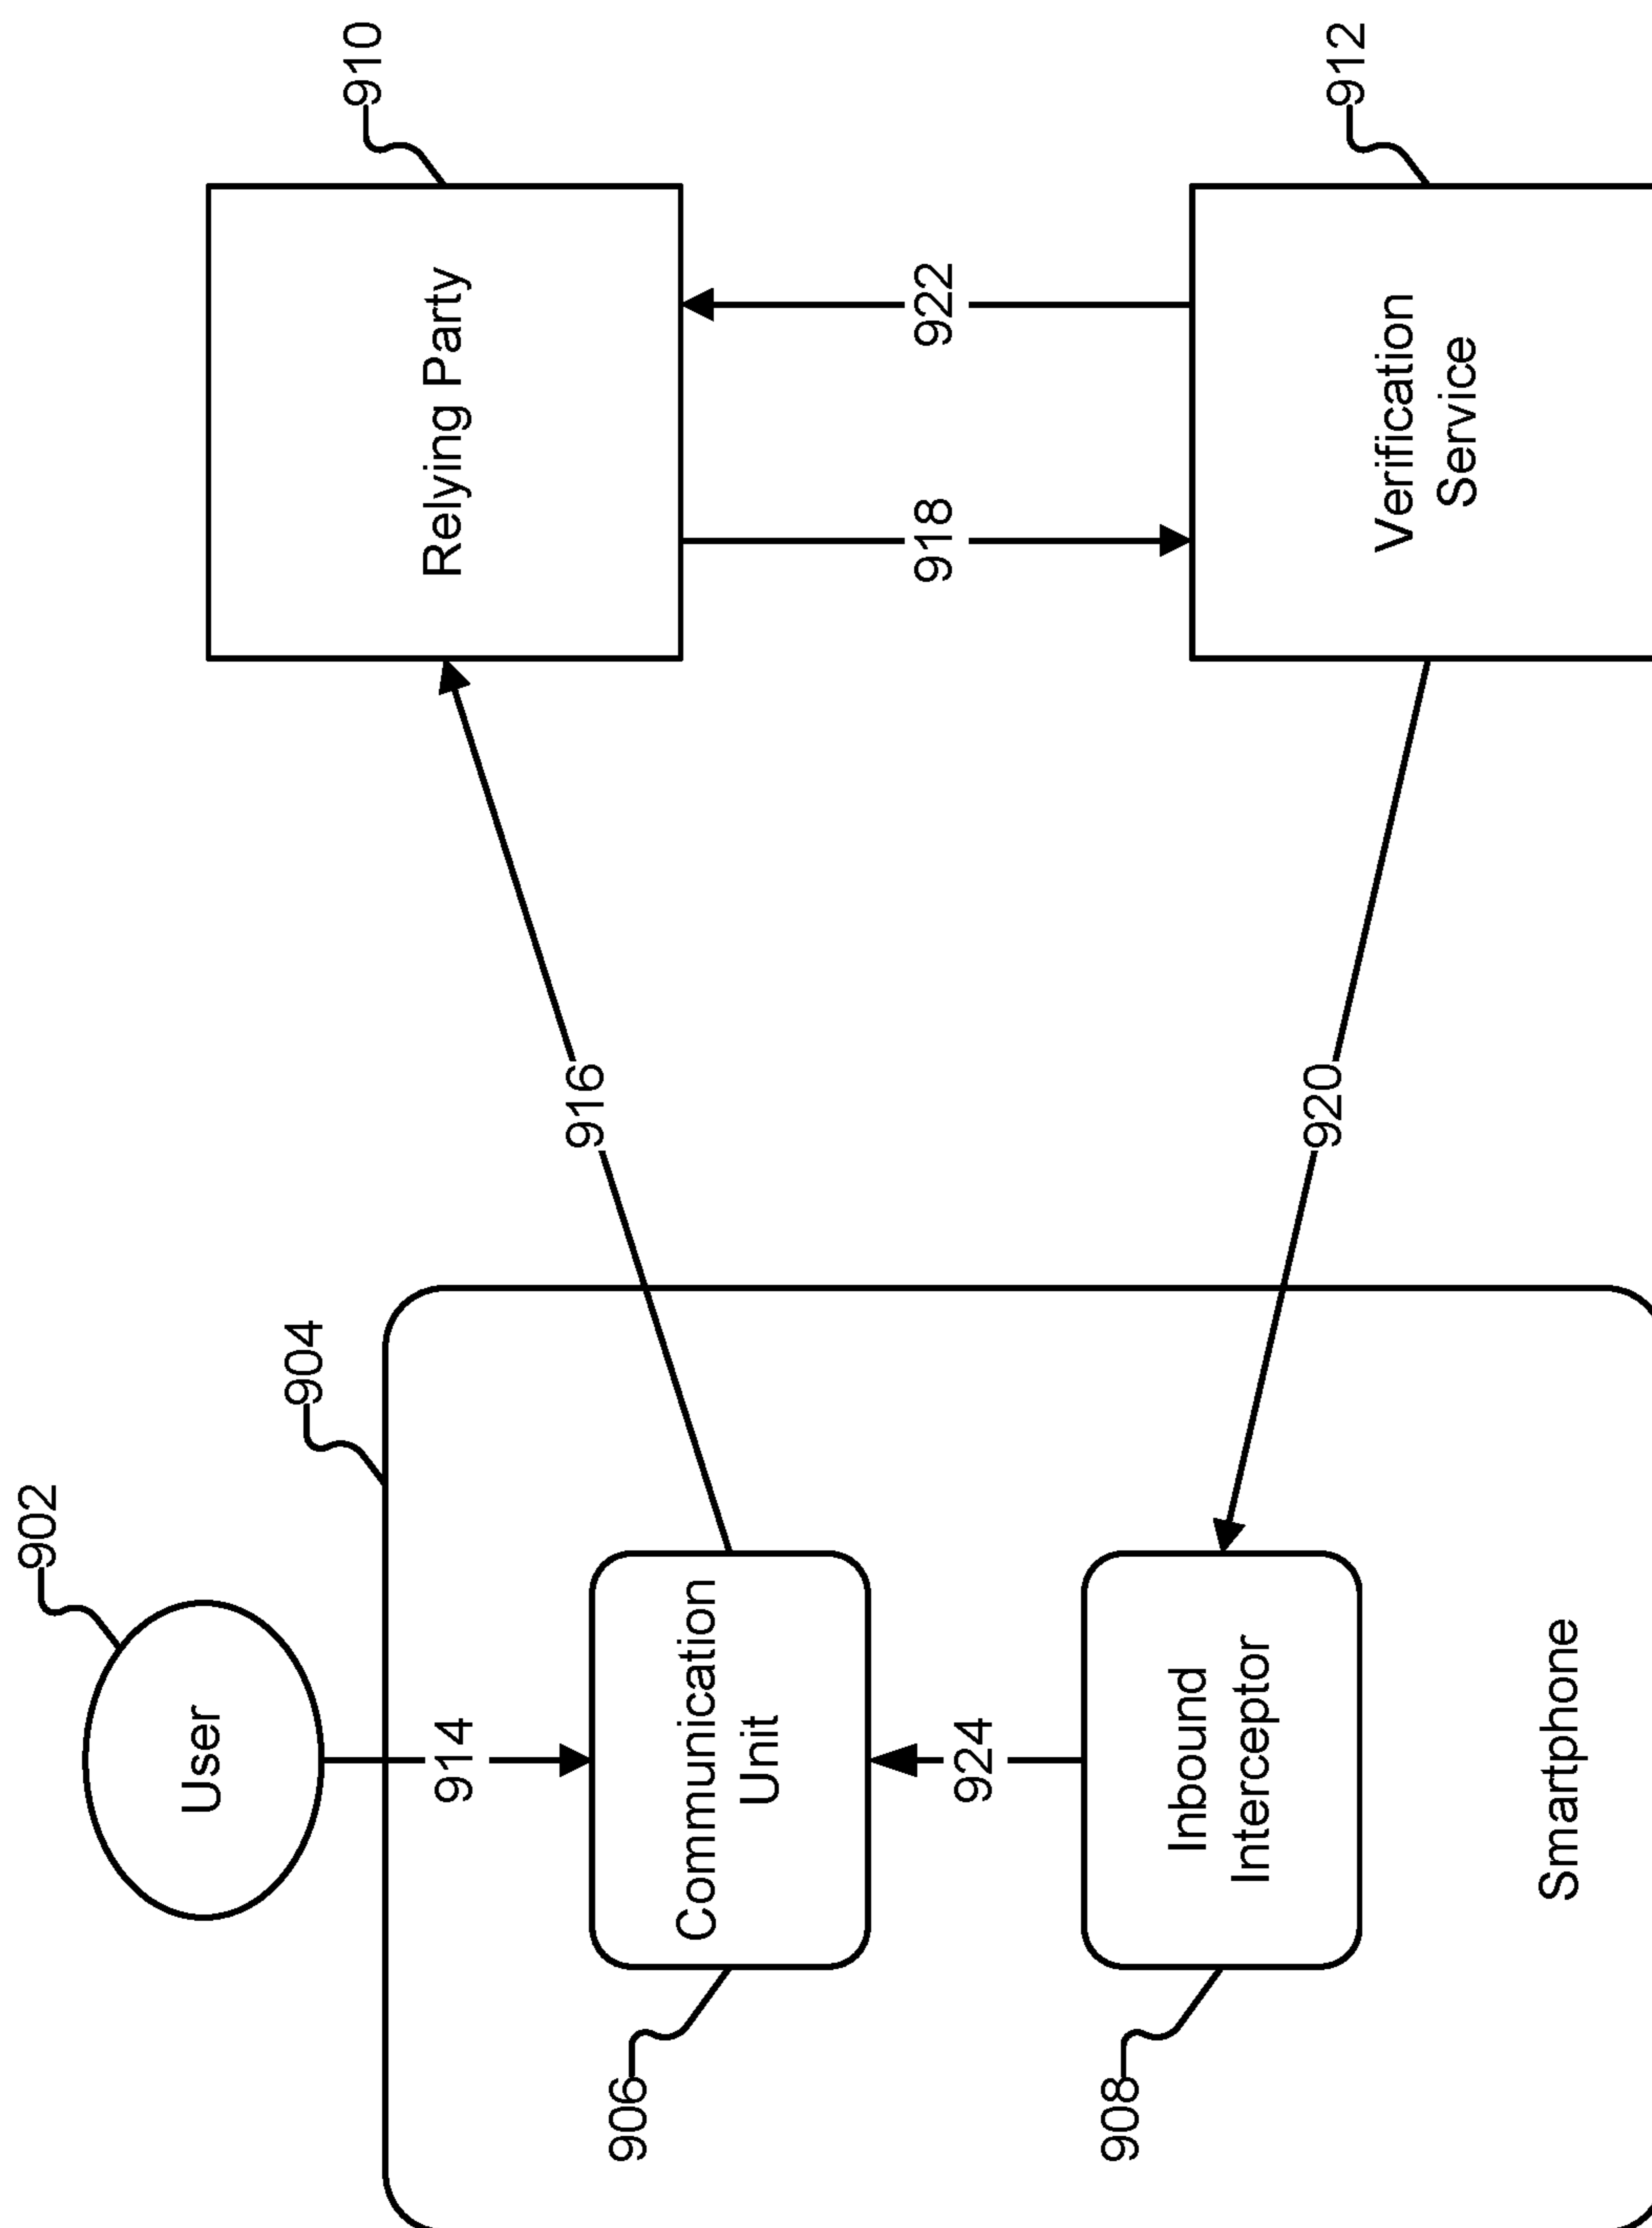 902
User
904
914
Communication
Unit
906
924
Inbound
Interceptor
908
Smartphone
916
920
910
Relying Party
918
922
912
Verification
Service